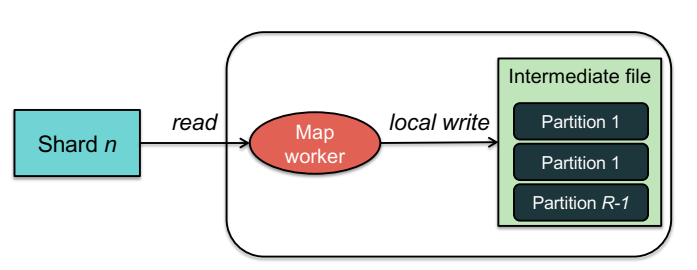 Intermediate file
read
local write
Shard n
Map
worker
Partition 1
Partition 1
Partition R-1